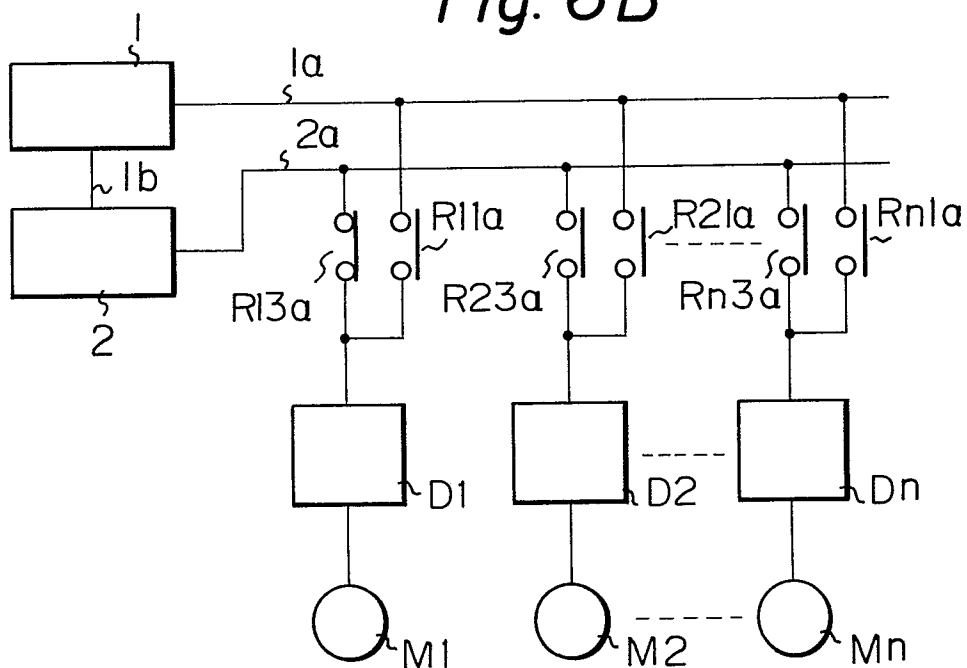 Fig. 6B
1
1a
2a
1b
R11a
R21a
Rn1a
R13a
R23a
Rn3a
2
D1
D2
Dn
M1
M2
Mn